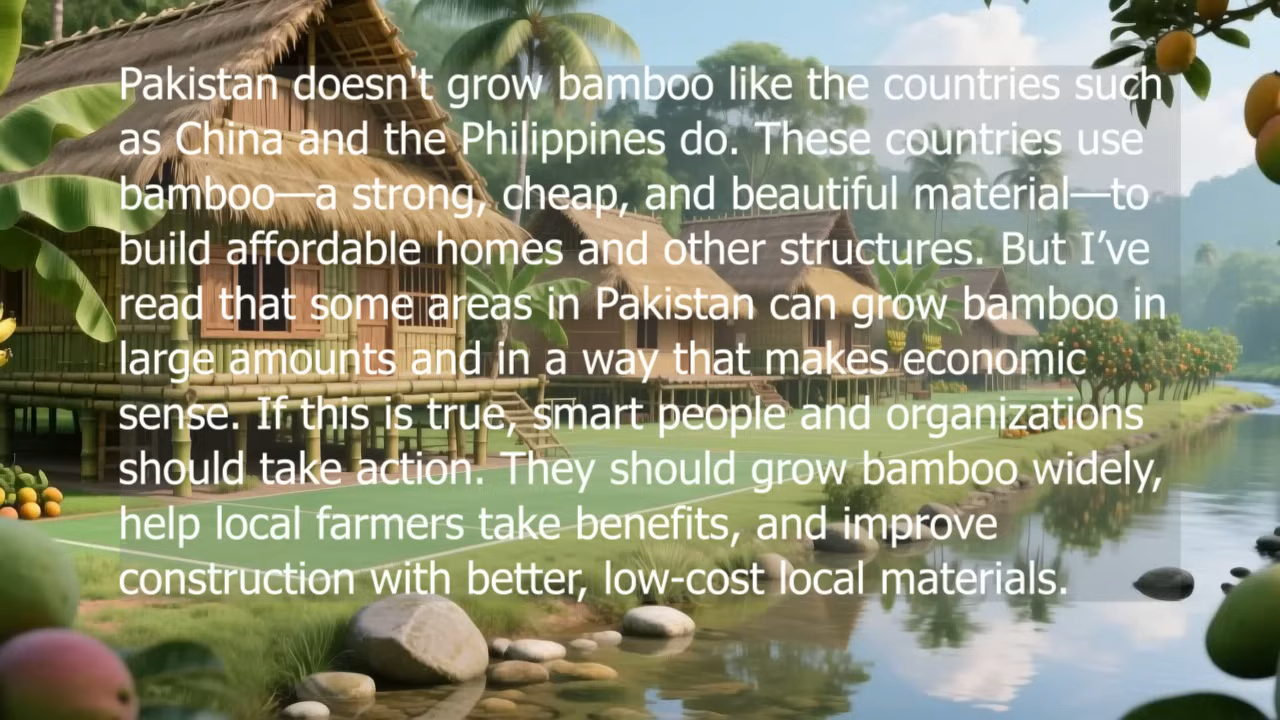 Pakistan doesn't grow bamboo like the countries such
as China and the Philippines do. These countries use
bamboo—a strong, cheap, and beautiful material—to
build affordable homes and other structures. But I’ve
read that some areas in Pakistan can grow bamboo in
large amounts and in a way that makes economic
sense. If this is true, smart people and organizations
should take action. They should grow bamboo widely,
help local farmers take benefits, and improve
construction with better, low-cost local materials.